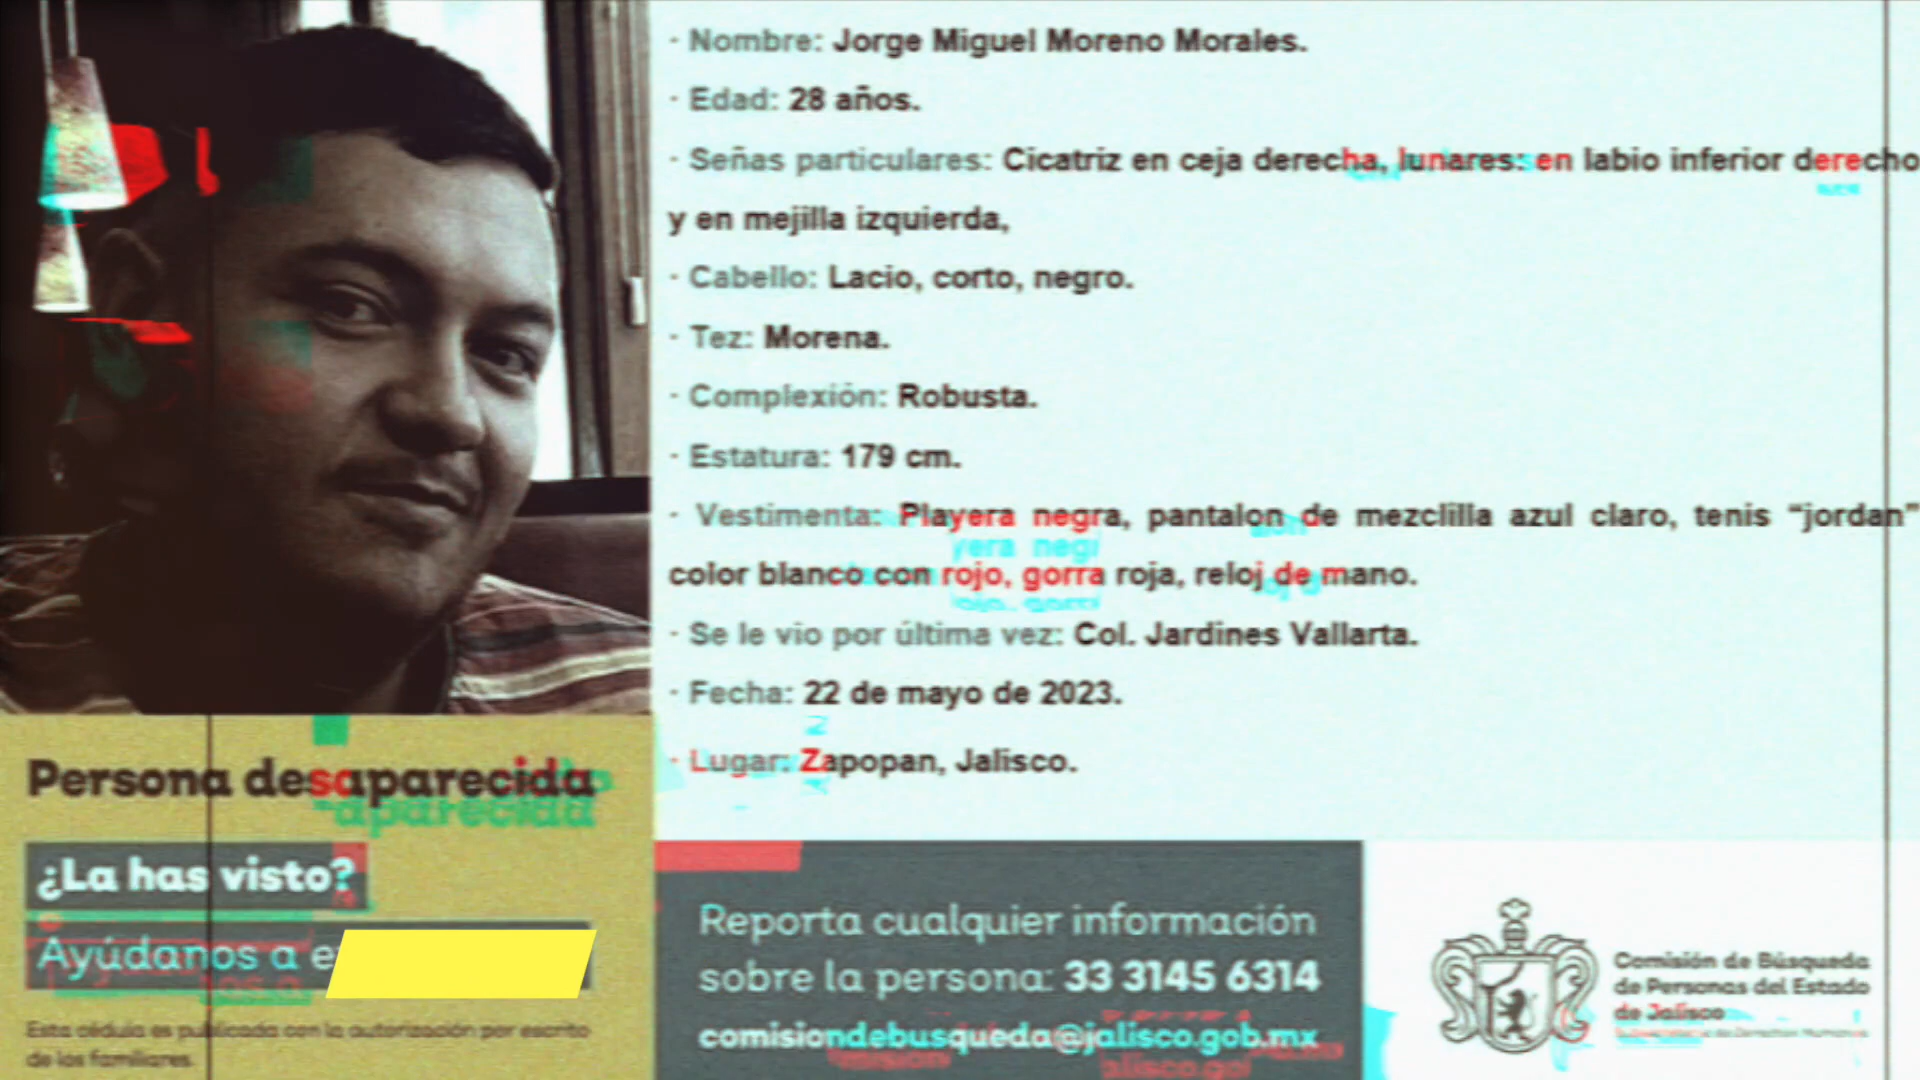 · Nombre: Jorge Miguel Moreno Morales.
· Edad: 28 años.
· Señas particulares: Cicatriz en ceja derecha, lunares: en labio inferior derecho
y en mejilla izquierda,
· Cabello: Lacio, corto, negro.
· Tez: Morena.
· Complexión: Robusta.
· Estatura: 179 cm.
· Vestimenta: Playera negra, pantalon de mezclilla azul claro, tenis “jordan”
color blanco con rojo, gorra roja, reloj de mano.
· Se le vio por última vez: Col. Jardines Vallarta.
· Fecha: 22 de mayo de 2023.
· Lugar: Zapopan, Jalisco.
Persona desaparecida
¿La has visto?
Ayúdanos a
Esta cédula es publicada con la autorización por escrito
de los familiares.
Reporta cualquier información
sobre la persona: 33 3145 6314
comisiondebusqueda@jalisco.gob.mx
Comisión de Búsqueda
de Personas del Estado
de Jalisco